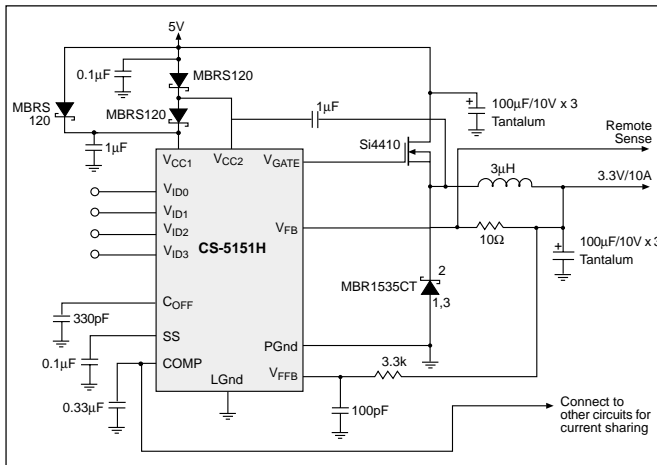 5V
0.1µF
MBRS120
MBRS
120
MBRS120
1µF
1µF
100µF/10V x 3
Tantalum
Si4410
Remote
Sense
3µH
3.3V/10A
VCC1
VCC2
VGATE
VID0
VID1
VID2
VID3
VFB
CS-5151H
10Ω
100µF/10V x 3
Tantalum
MBR1535CT
2
1,3
COFF
330pF
SS
0.1µF
COMP
0.33µF
LGnd
PGnd
VFFB
3.3k
100pF
Connect to
other circuits for
current sharing